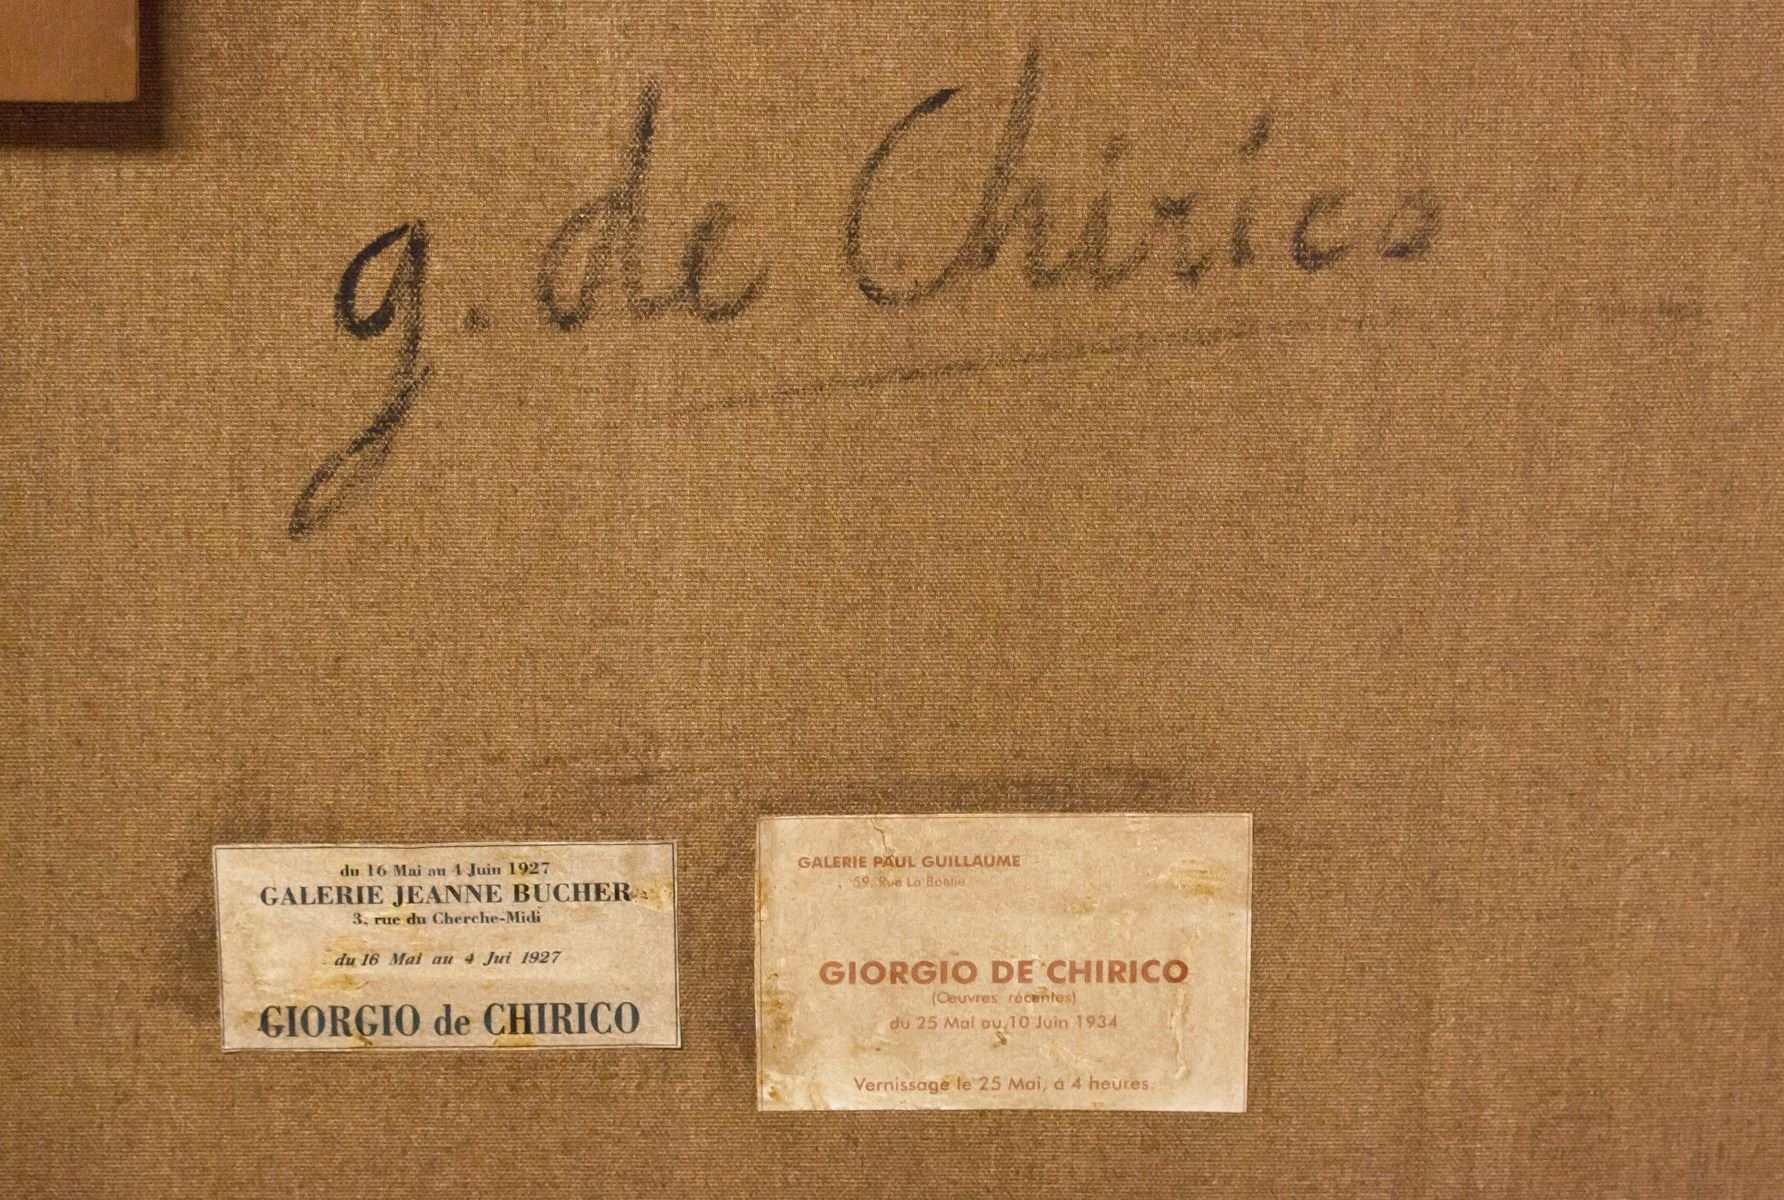 g. de Chirico
du 16 Mai au 4 Juin 1927
GALERIE JEANNE BUCHER
3, rue du Cherche-Midi
du 16 Mai au 4 Jui 1927
GIORGIO de CHIRICO
GALERIE PAUL GUILLAUME
59, Rue La Boëtie
GIORGIO DE CHIRICO
(Œuvres récentes)
du 25 Mai au 10 Juin 1934
Vernissage le 25 Mai, á 4 heures.